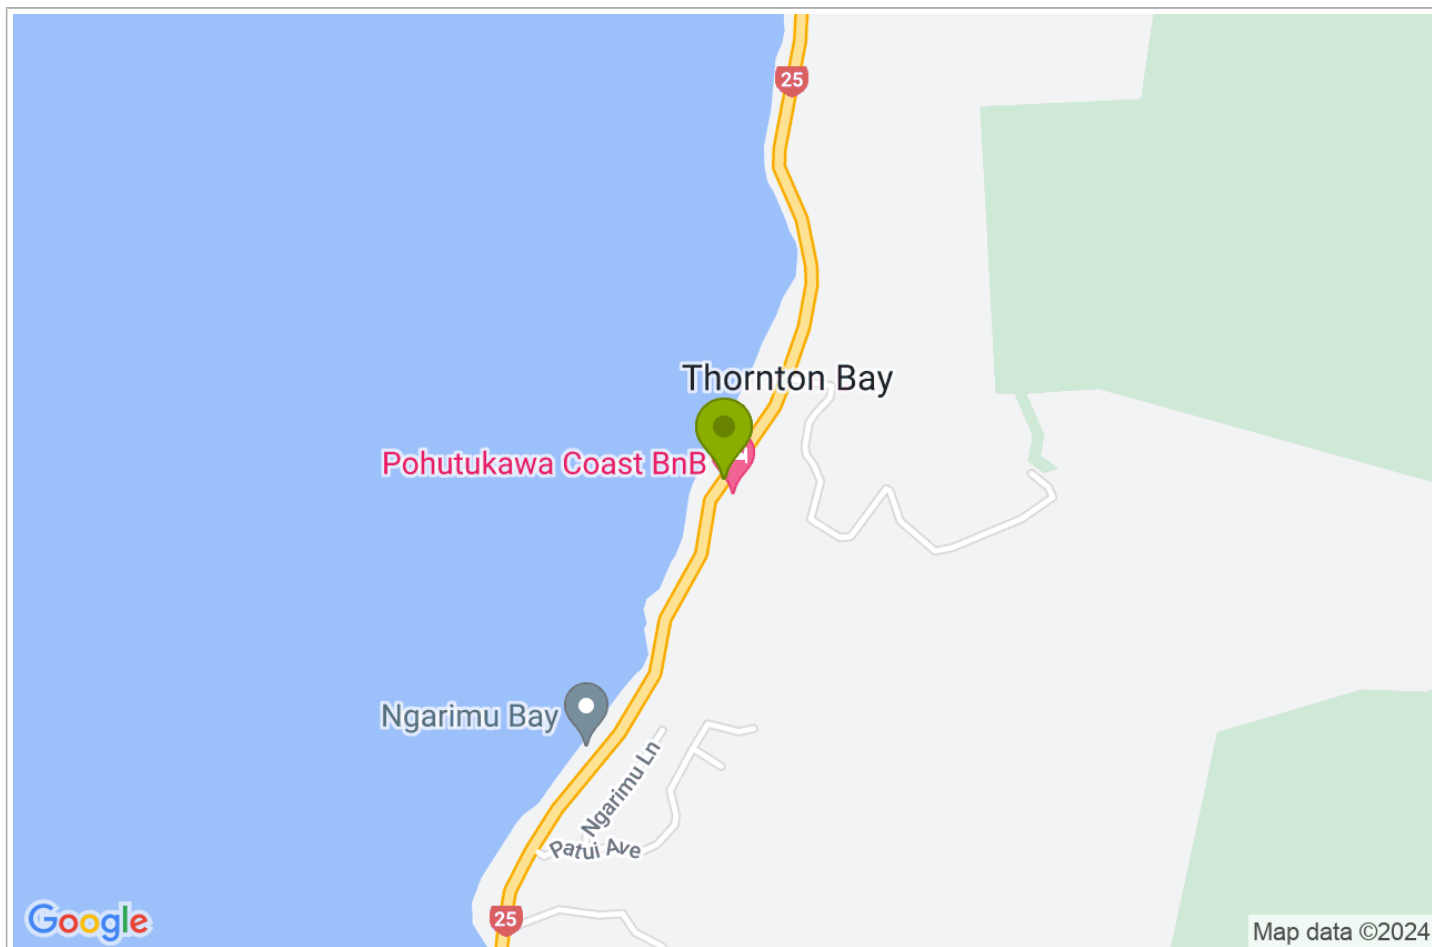 25
Thornton Bay
Pohutukawa Coast BnB
Ngarimu Bay
Ngarimu Ln
Patui Ave
25
Google
Map data ©2024